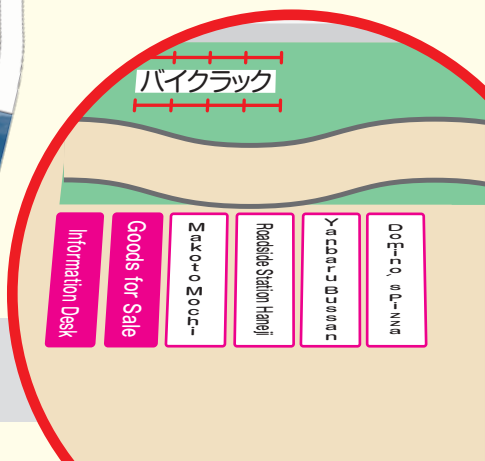 バイクラック
Information Desk
Goods for Sale
Makoto Mochi
Roadside Station Haneji
Yanbaru Bussan
Domino, s pizza